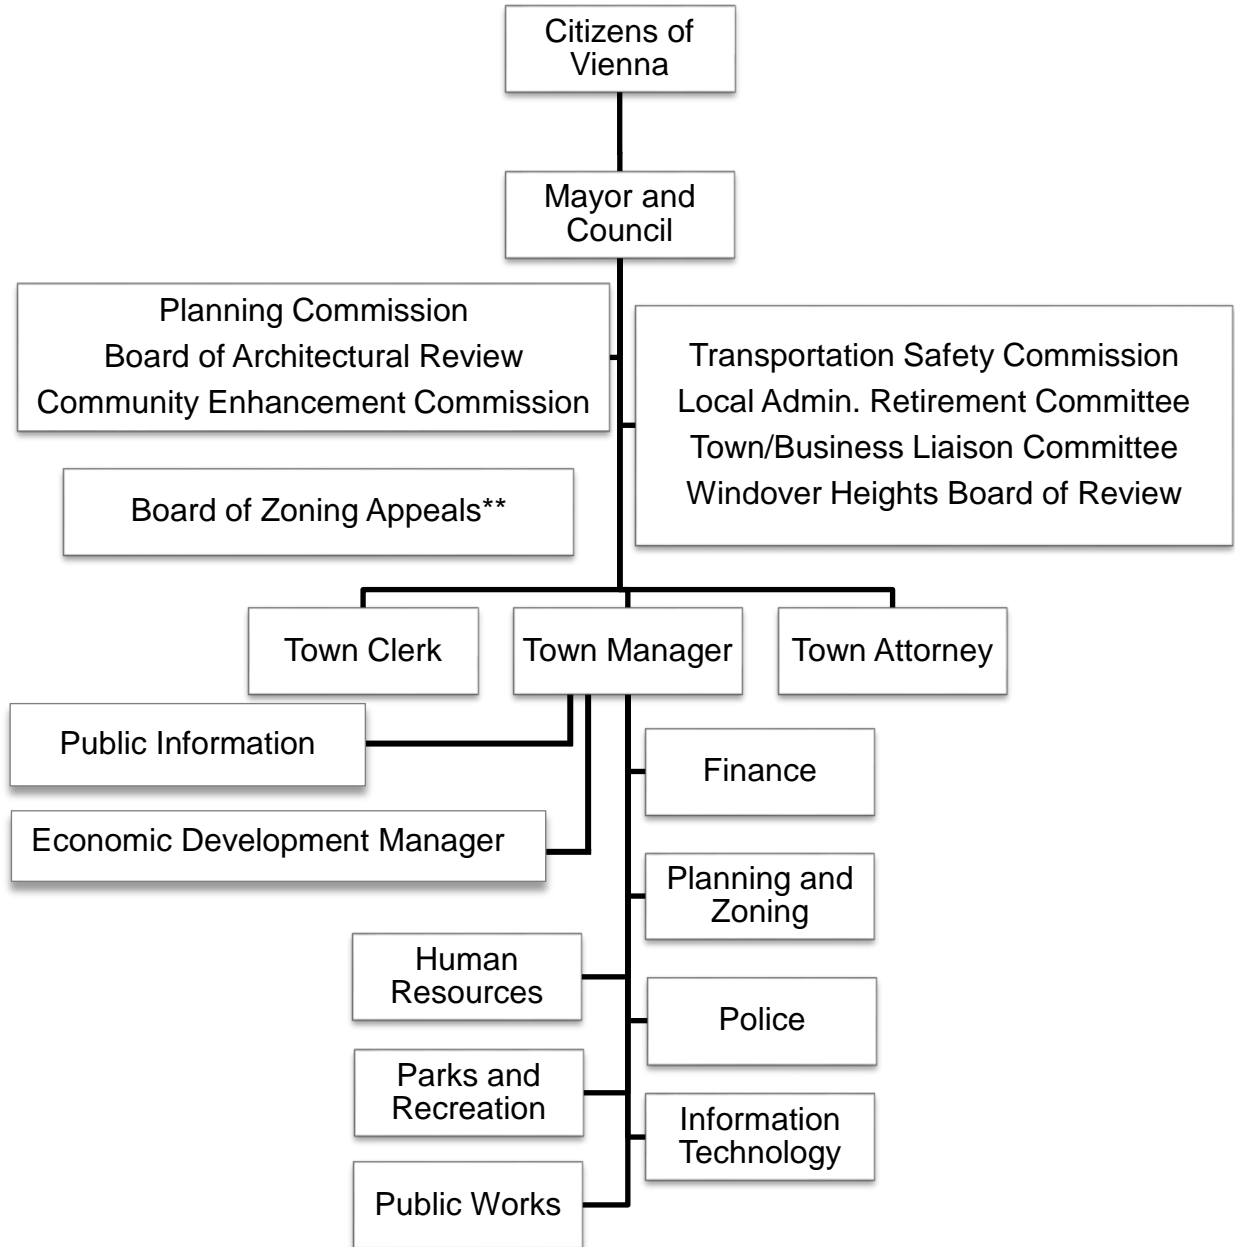 Citizens of
Vienna
Mayor and
Council
Planning Commission
Board of Architectural Review
Community Enhancement Commission
Transportation Safety Commission
Local Admin. Retirement Committee
Town/Business Liaison Committee
Windover Heights Board of Review
Board of Zoning Appeals**
Town Clerk
Town Manager
Town Attorney
Public Information
Finance
Economic Development Manager
Planning and
Zoning
Human
Resources
Police
Parks and
Recreation
Information
Technology
Public Works